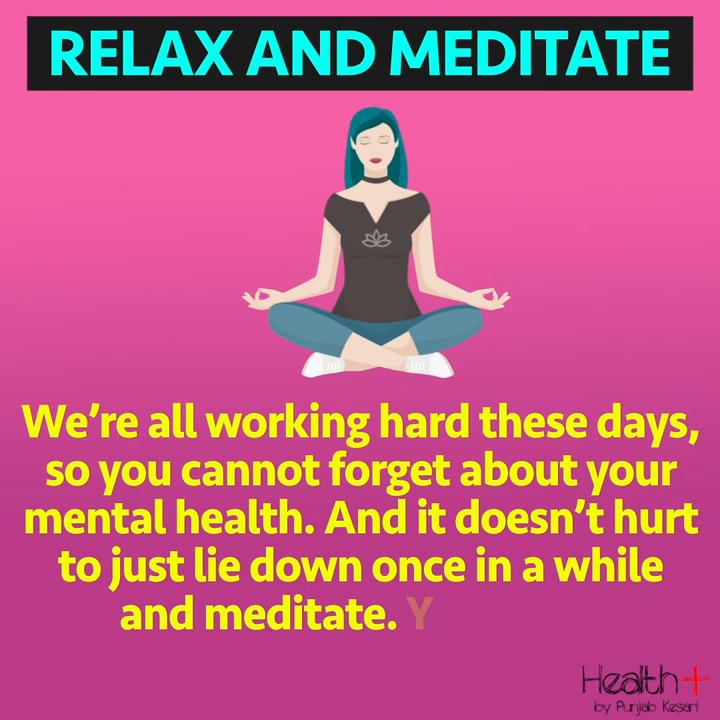 RELAX AND MEDITATE
We're all working hard these days,
so you cannot forget about your
mental health. And it doesn't hurt
to just lie down once in a while
and meditate. Y
Health+
by Punjab Kesari